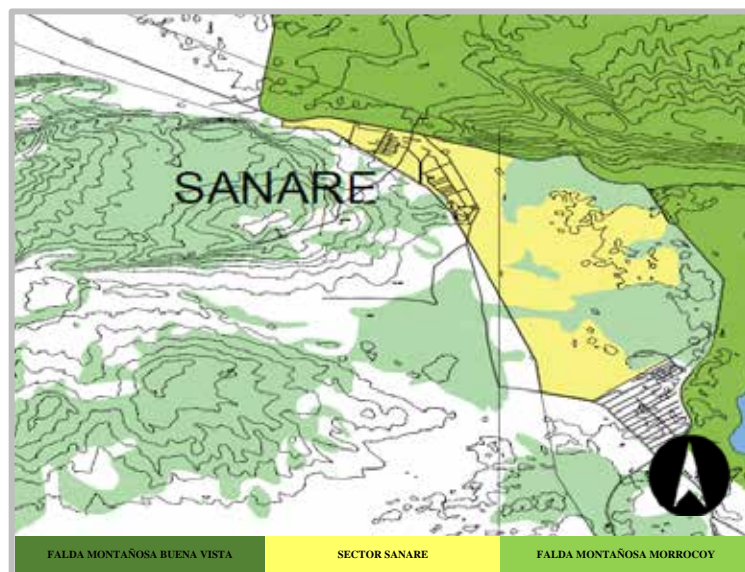 SANARE
FALDA MONTAÑOSA BUENA VISTA
SECTOR SANARE
FALDA MONTAÑOSA MORROCOY